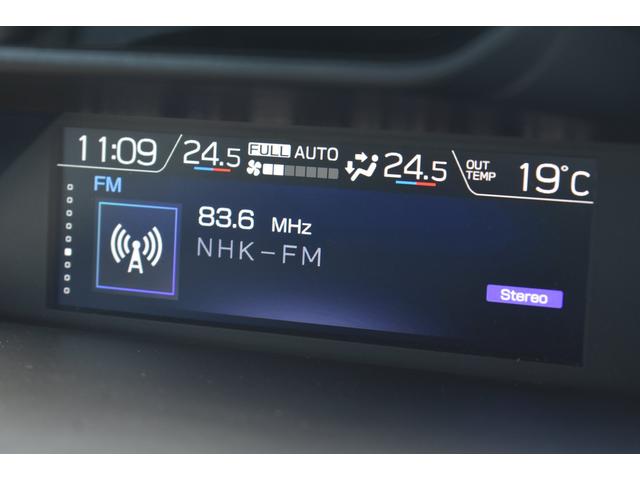 11:09 24.5 FULL AUTO 24.5 OUT TEMP 19°C
FM
83.6 MHz
NHK-FM
Stereo